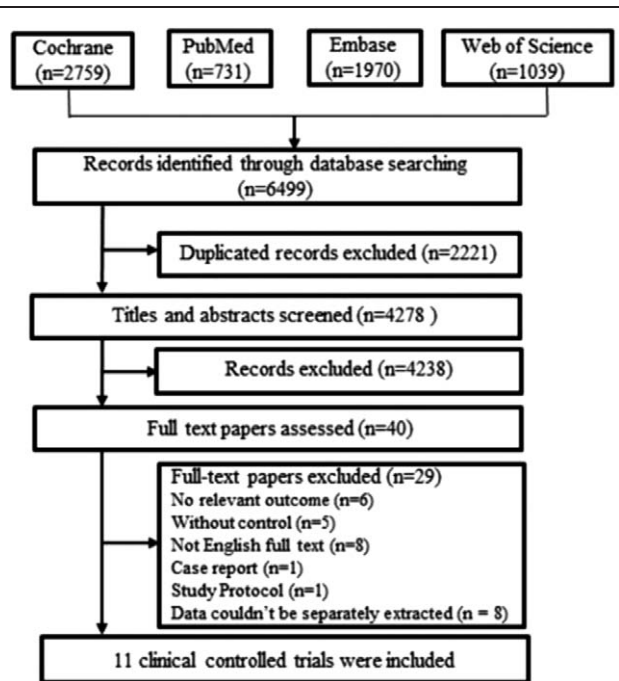 Cochrane
(n=2759)
PubMed
(n=731)
Embase
(n=1970)
Web of Science
(n=1039)
Records identified through database searching
(n=6499)
Duplicated records excluded (n=2221)
Titles and abstracts screened (n=4278 )
Records excluded (n=4238)
Full text papers assessed (n=40)
Full-text papers excluded (n=29)
No relevant outcome (n=6)
Without control (n=5)
Not English full text (n=8)
Case report (n=1)
Study Protocol (n=1)
Data couldn't be separately extracted (n = 8)
11 clinical controlled trials were included